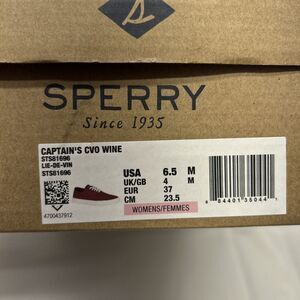 SPERRY
Since 1935
CAPTAIN'S CVO WINE
STS81696
LIE-DE-VIN
STS81696
4700437912
USA 6.5 M
UK/GB 4 M
EUR 37
CM 23.5
WOMENS/FEMMES